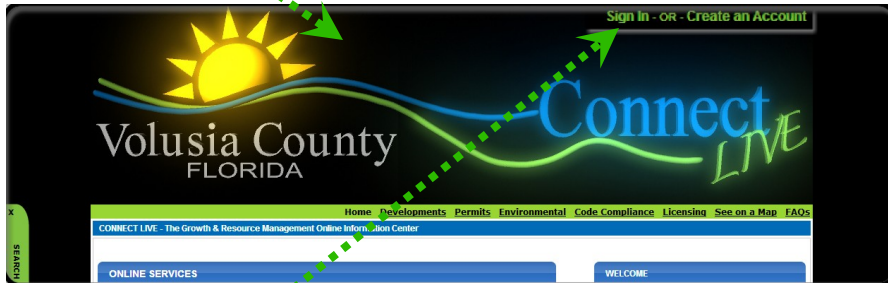 Sign In - OR - Create an Account
Volusia County
FLORIDA
Connect
LIVE
Home Developments Permits Environmental Code Compliance Licensing See on a Map FAQs
CONNECT LIVE - The Growth & Resource Management Online Information Center
x
SEARCH
ONLINE SERVICES
WELCOME